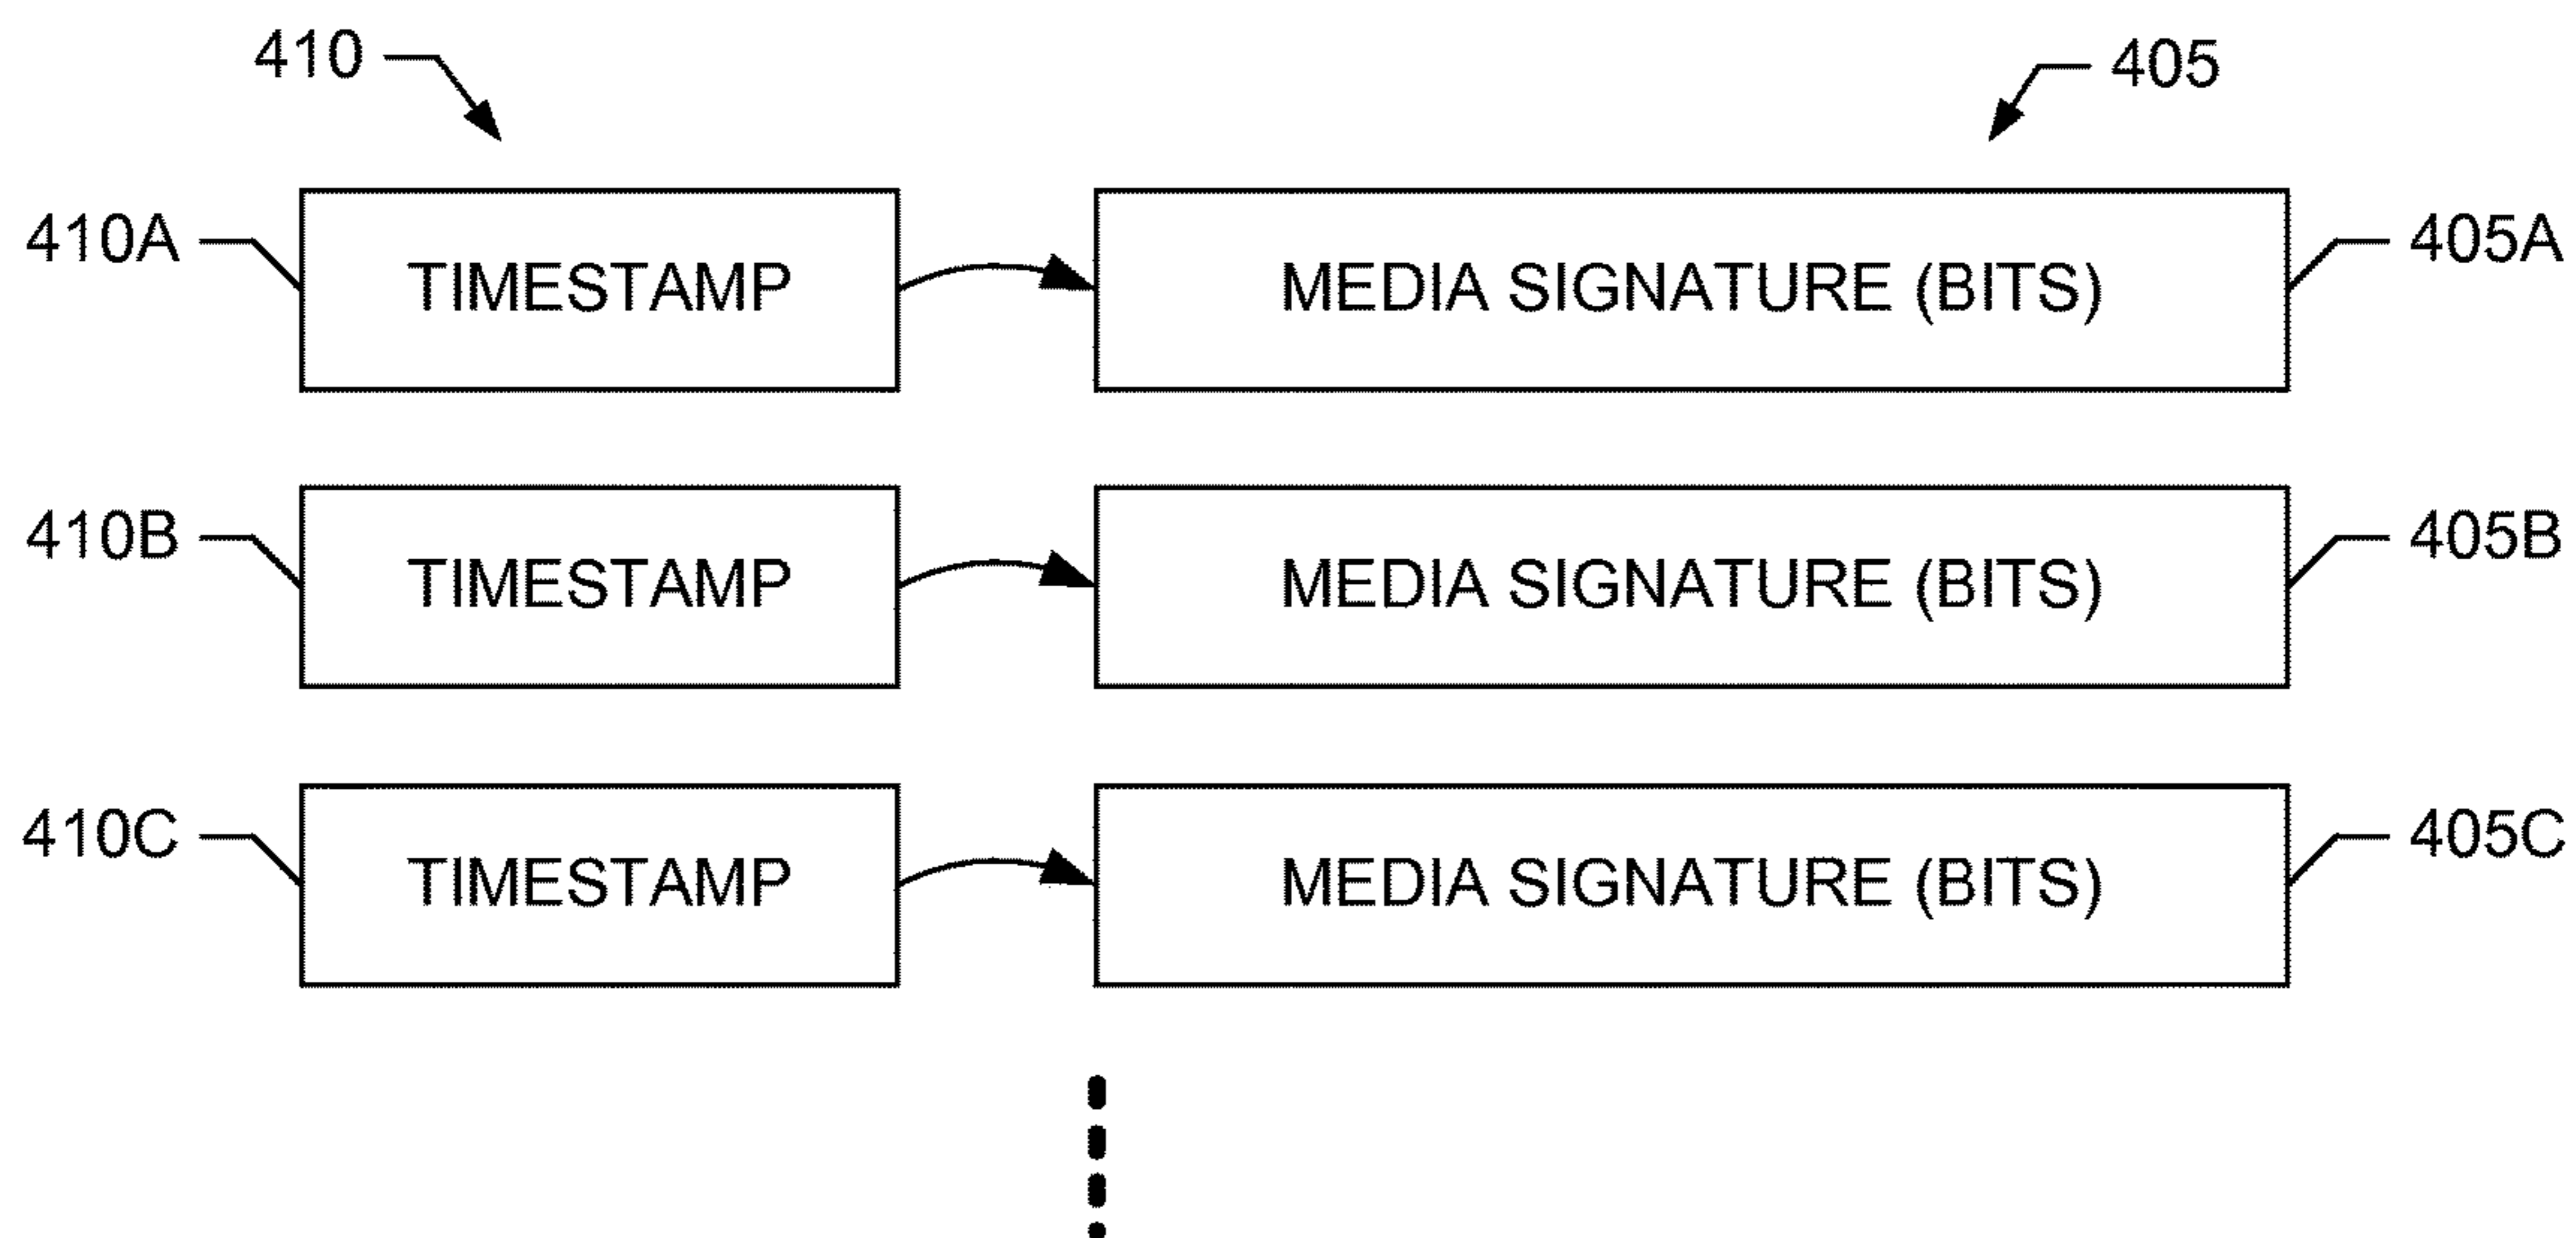 410 405
410A TIMESTAMP MEDIA SIGNATURE (BITS) 405A
410B TIMESTAMP MEDIA SIGNATURE (BITS) 405B
410C TIMESTAMP MEDIA SIGNATURE (BITS) 405C